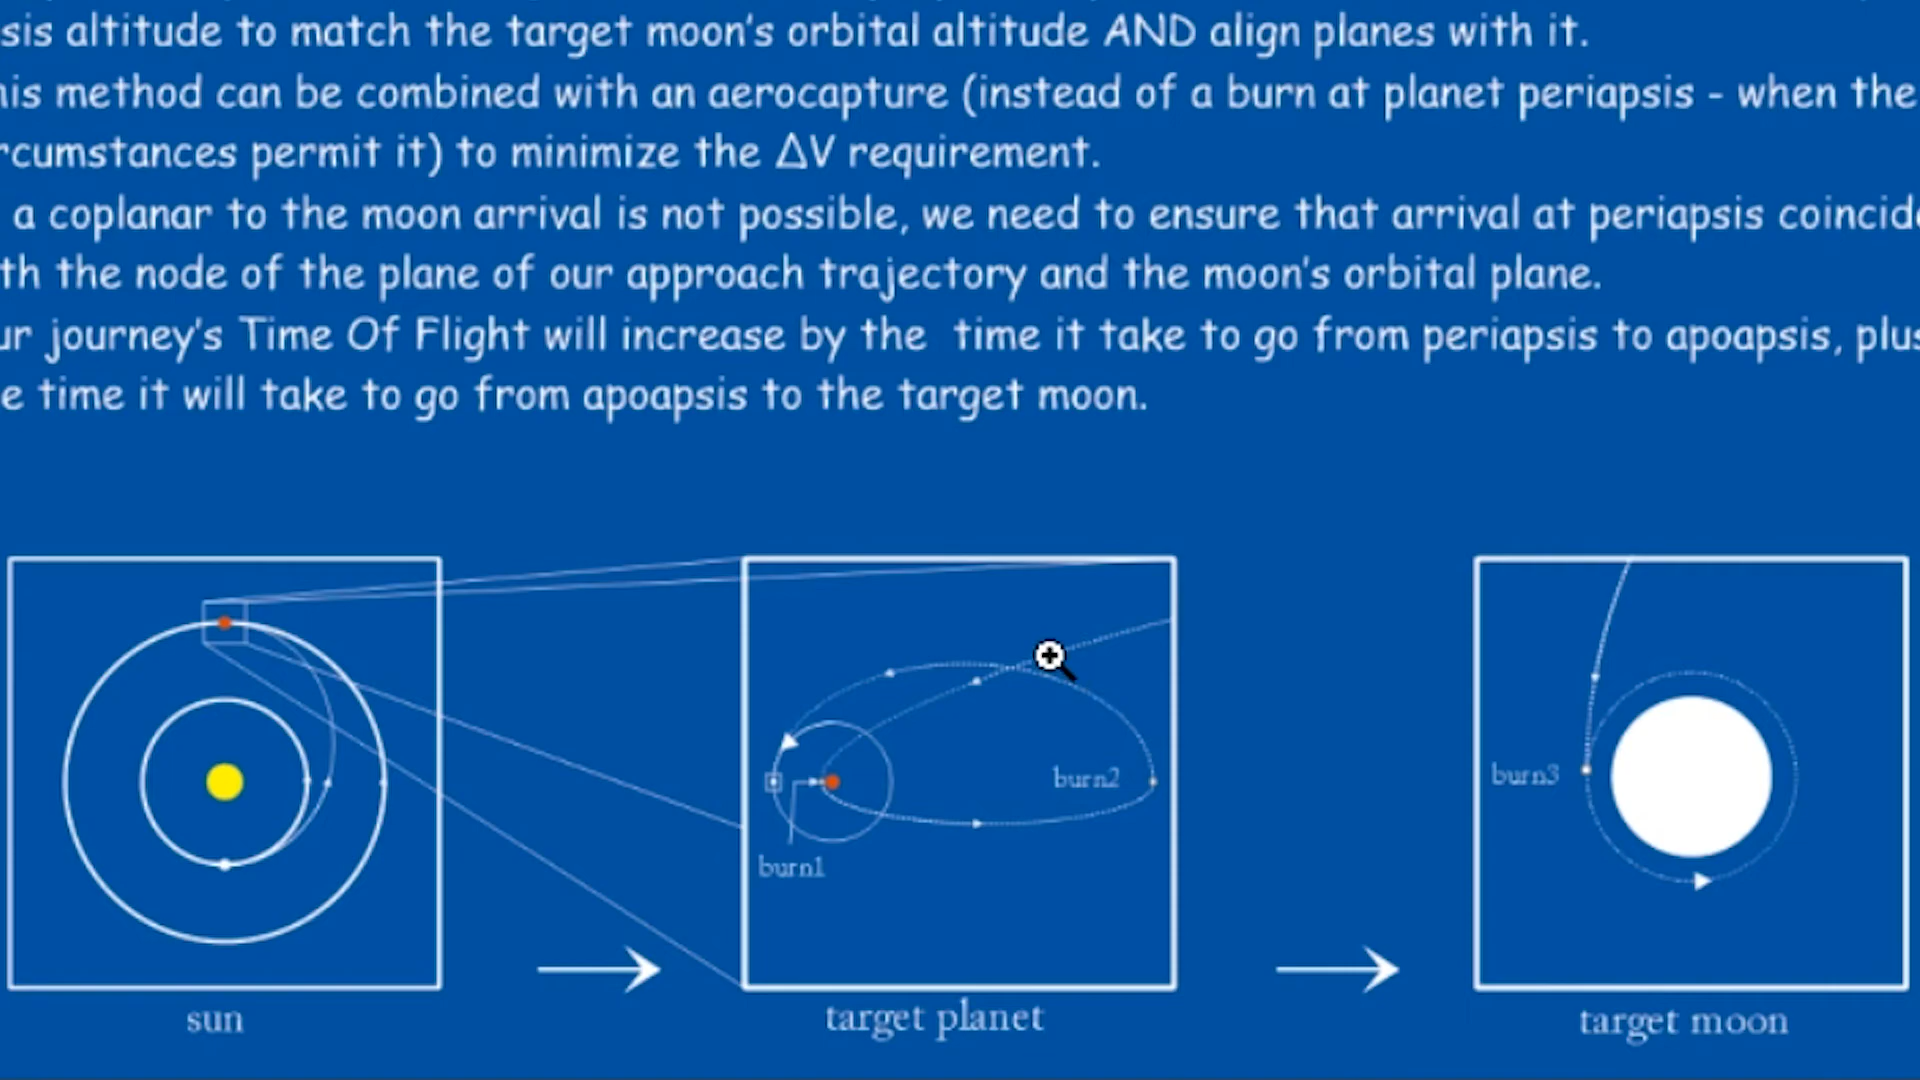 sis altitude to match the target moon's orbital altitude AND align planes with it.
his method can be combined with an aerocapture (instead of a burn at planet periapsis - when the
rcumstances permit it) to minimize the ΔV requirement.
a coplanar to the moon arrival is not possible, we need to ensure that arrival at periapsis coincide
th the node of the plane of our approach trajectory and the moon's orbital plane.
ur journey's Time Of Flight will increase by the  time it take to go from periapsis to apoapsis, plus
e time it will take to go from apoapsis to the target moon.
burn1
burn2
burn3
sun
target planet
target moon